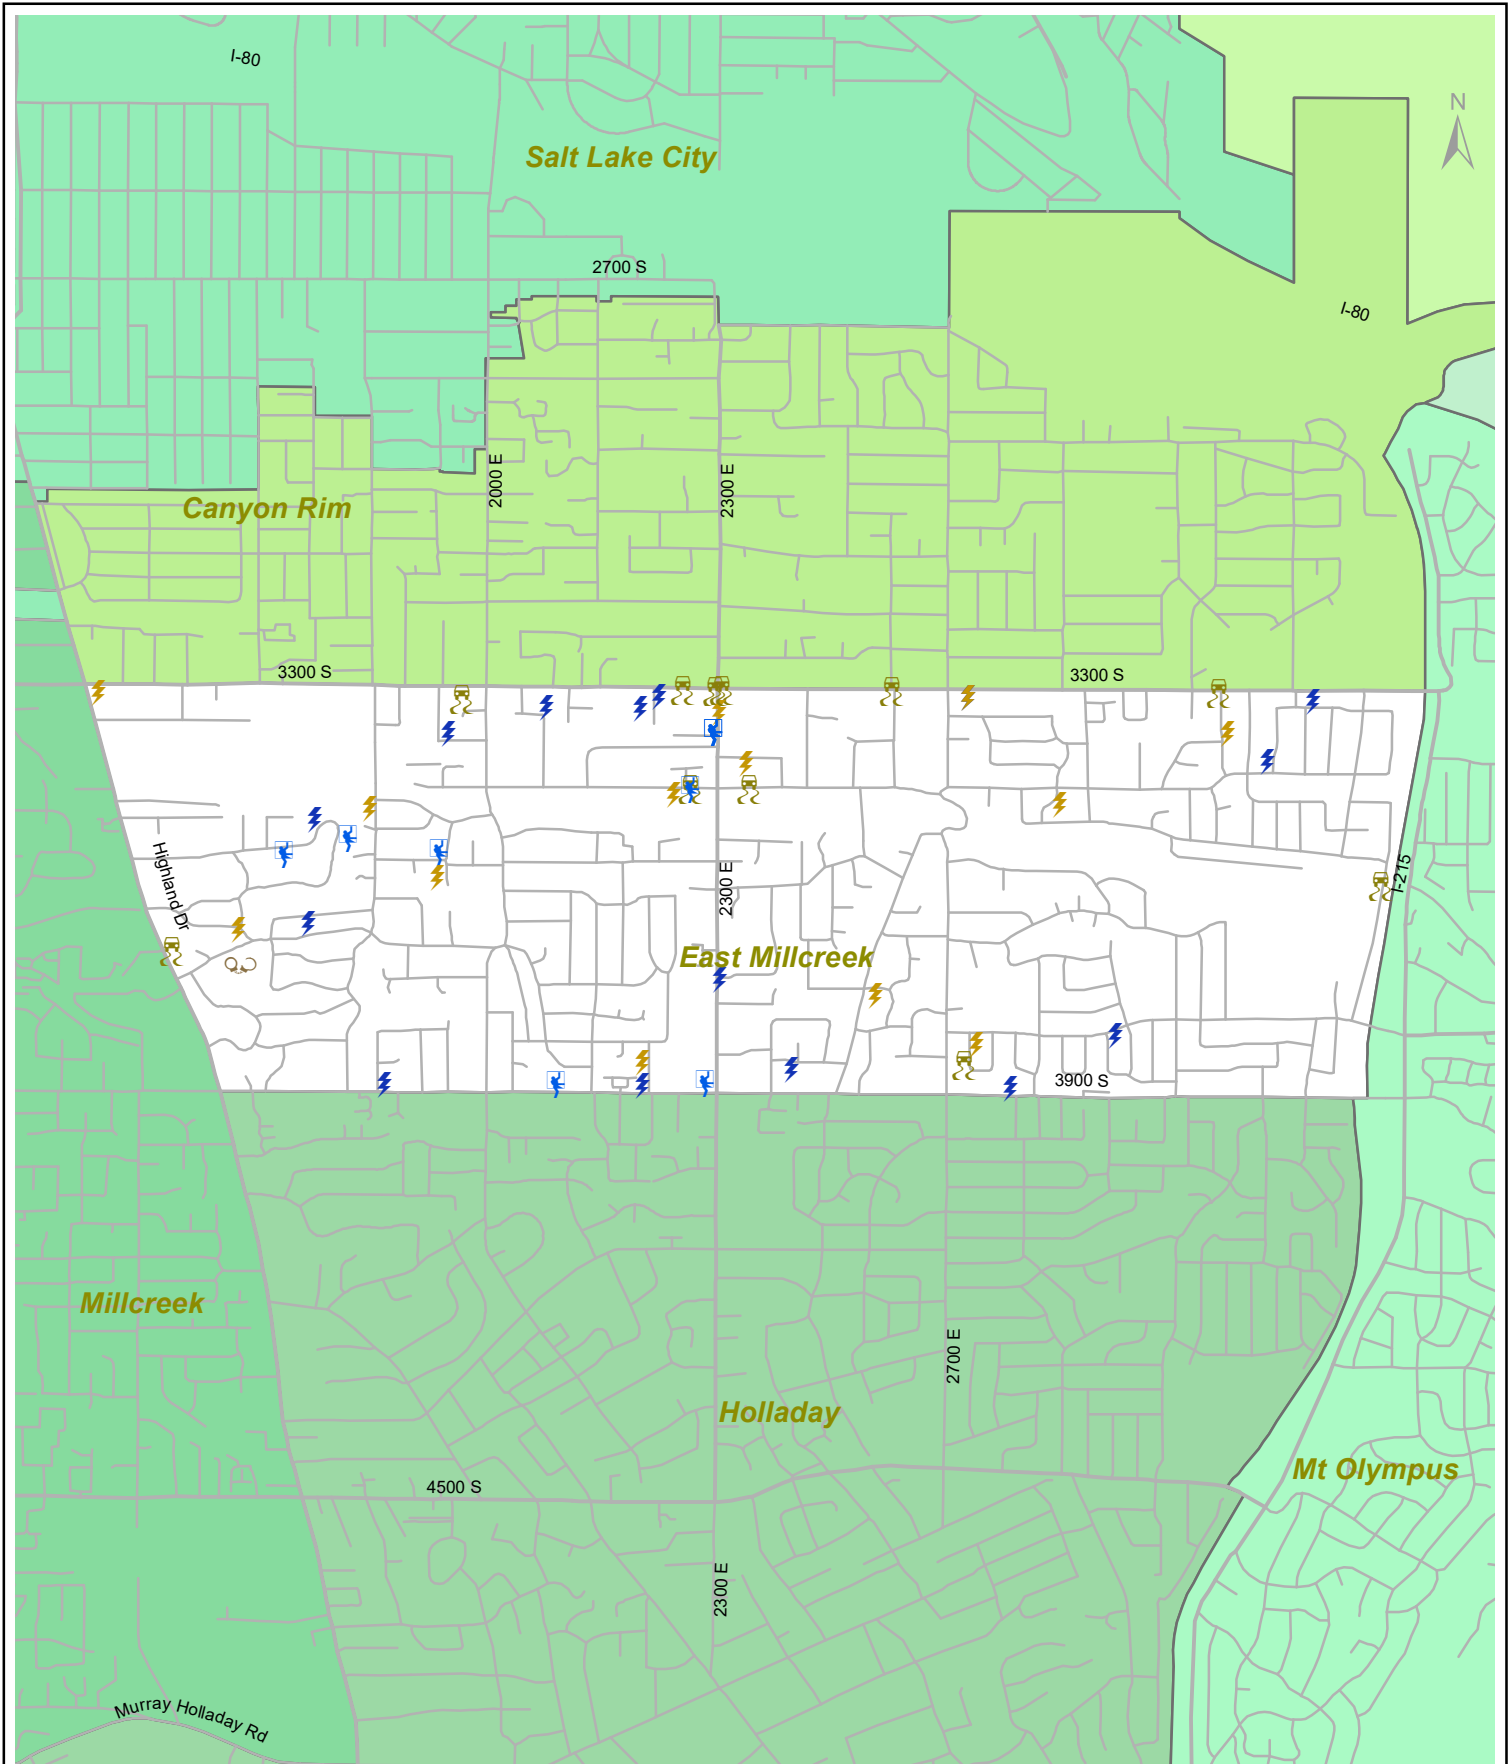 I-80
N
Salt Lake City
2700 S
I-80
2000 E
2300 E
Canyon Rim
3300 S
3300 S
Highland Dr
2300 E
I-215
East Millcreek
3900 S
Millcreek
2700 E
Holladay
Mt Olympus
4500 S
2300 E
Murray Holladay Rd